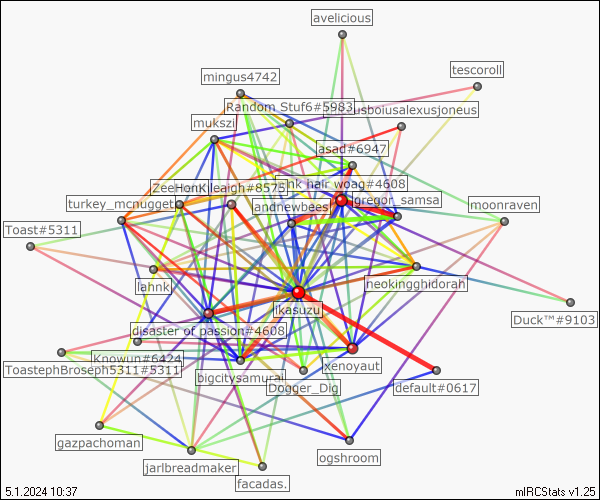 avelicious
tescoroll
mingus4742
Random Stuf6#5983
usboiusalexusjoneus
mukszi
asad#6947
ZeeHonK
ileigh#8575
hnk hair woag#4608
turkey_mcnugget
andrewbees
gregor_samsa
moonraven
Toast#5311
lahnk
neokingghidorah
ikasuzu
Duck™#9103
disaster of passion#4608
Knowun#6424
ToastephBroseph5311#5311
xenoyaut
bigcitysamurai
Dogger_Dig
default#0617
gazpachoman
ogshroom
jarlbreadmaker
facadas.
5.1.2024 10:37
mIRCStats v1.25